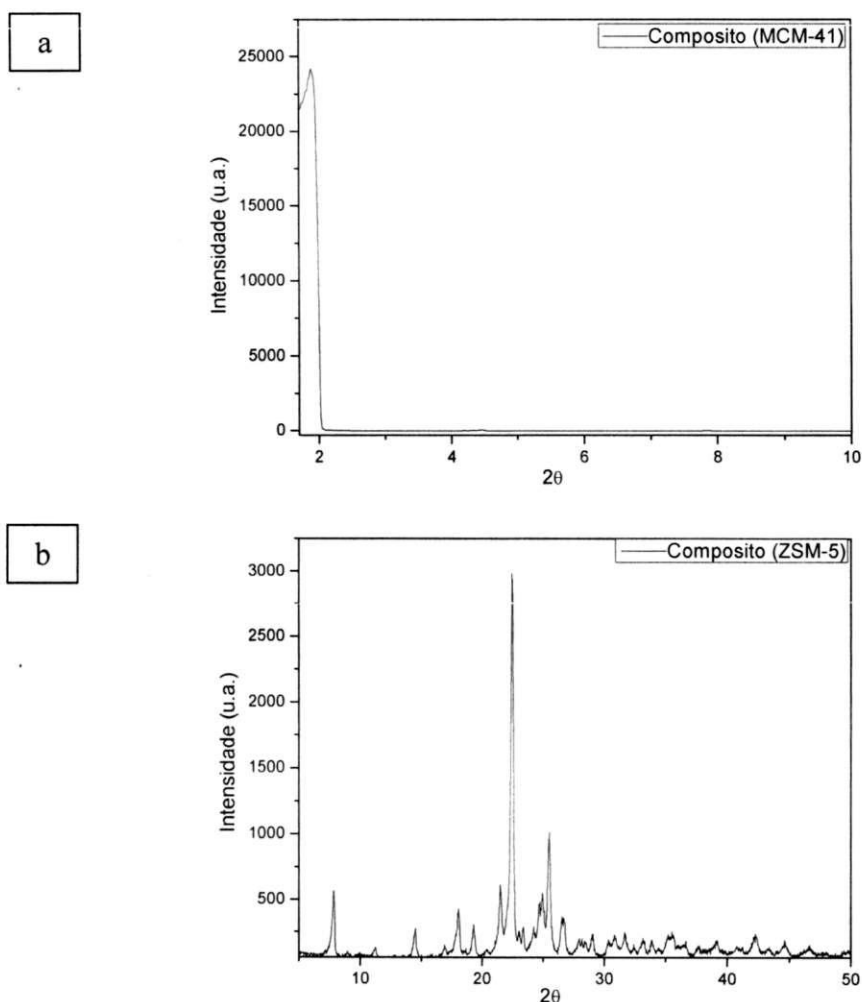 a
Composito (MCM-41)
25000
20000
15000
10000
5000
0
Intensidade (u.a.)
2
4
6
8
10
2θ
b
Composito (ZSM-5)
3000
2500
2000
1500
1000
500
Intensidade (u.a.)
10
20
30
40
50
2θ